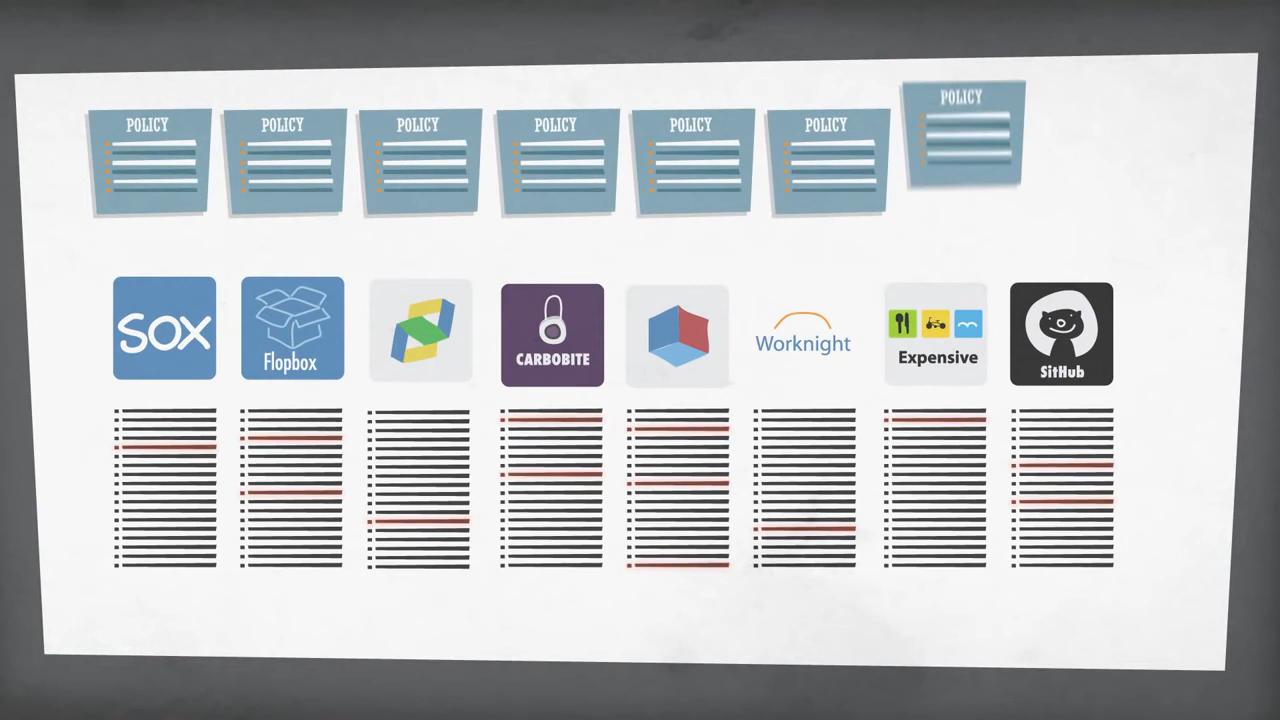 POLICY
POLICY
POLICY
POLICY
POLICY
POLICY
POLICY
SOX
Flopbox
CARBOBITE
Worknight
Expensive
SitHub